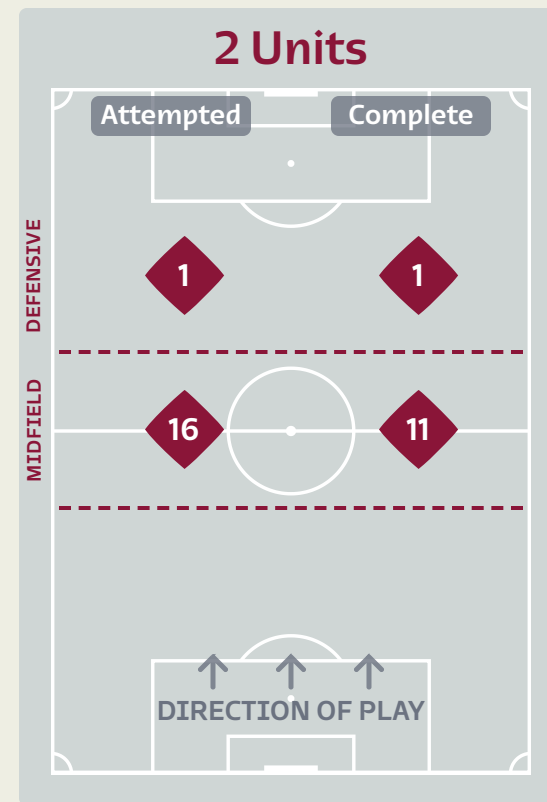 2 Units
Attempted Complete
DEFENSIVE
1 1
MIDFIELD
16 11
DIRECTION OF PLAY